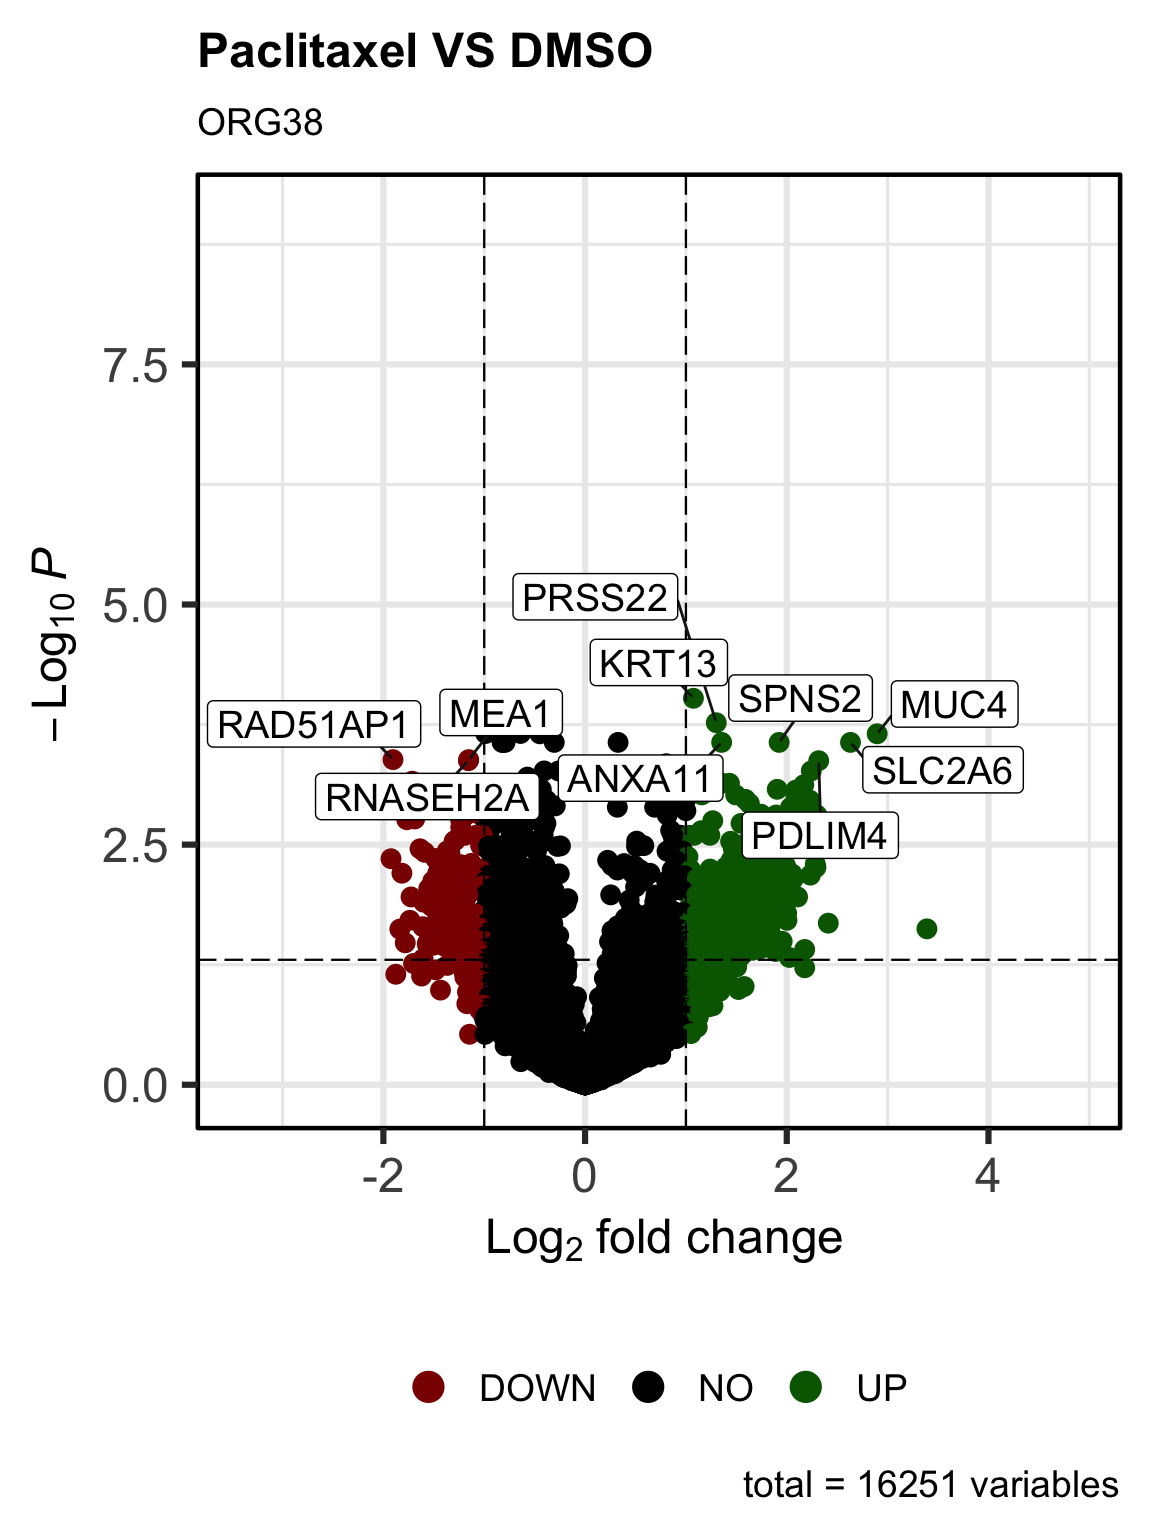 Paclitaxel VS DMSO
ORG38
−Log10 P
7.5
5.0
2.5
0.0
PRSS22
KRT13
SPNS2
MUC4
MEA1
RAD51AP1
SLC2A6
ANXA11
RNASEH2A
PDLIM4
-2 0 2 4
Log2 fold change
DOWN NO UP
total = 16251 variables